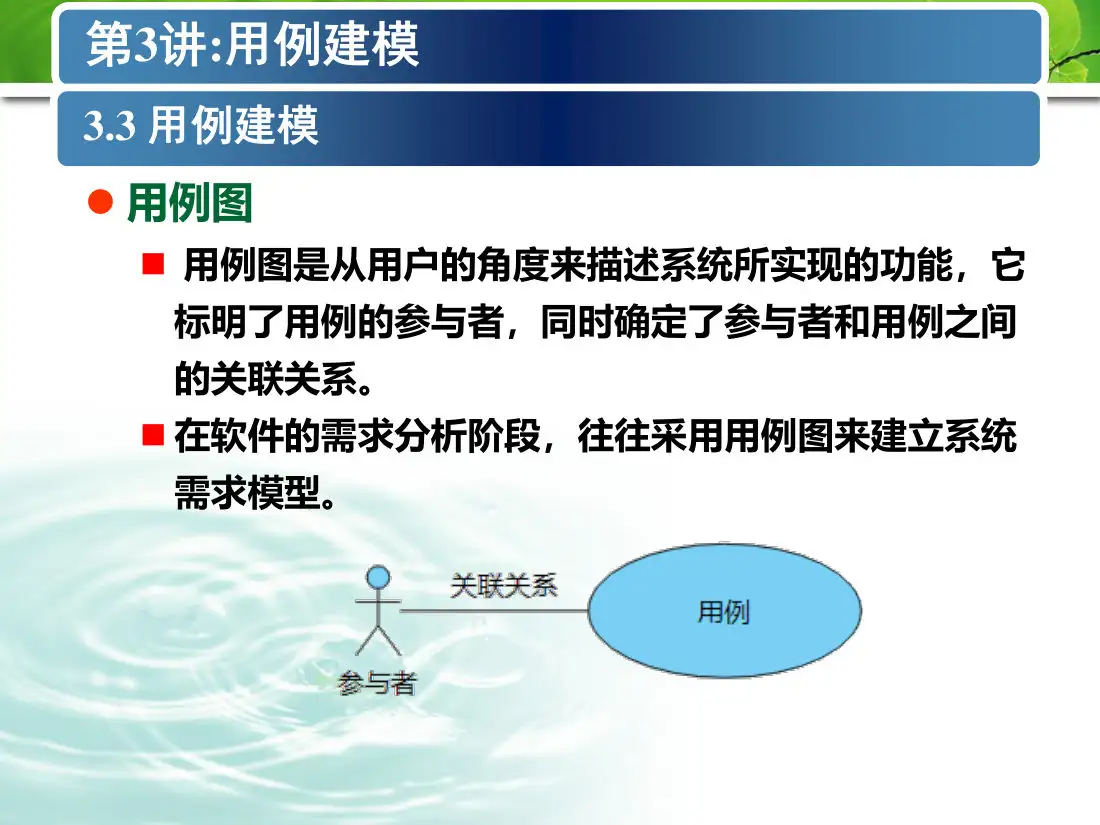 第3讲:用例建模
3.3 用例建模
用例图
用例图是从用户的角度来描述系统所实现的功能，它
标明了用例的参与者，同时确定了参与者和用例之间
的关联关系。
在软件的需求分析阶段，往往采用用例图来建立系统
需求模型。
关联关系
用例
参与者